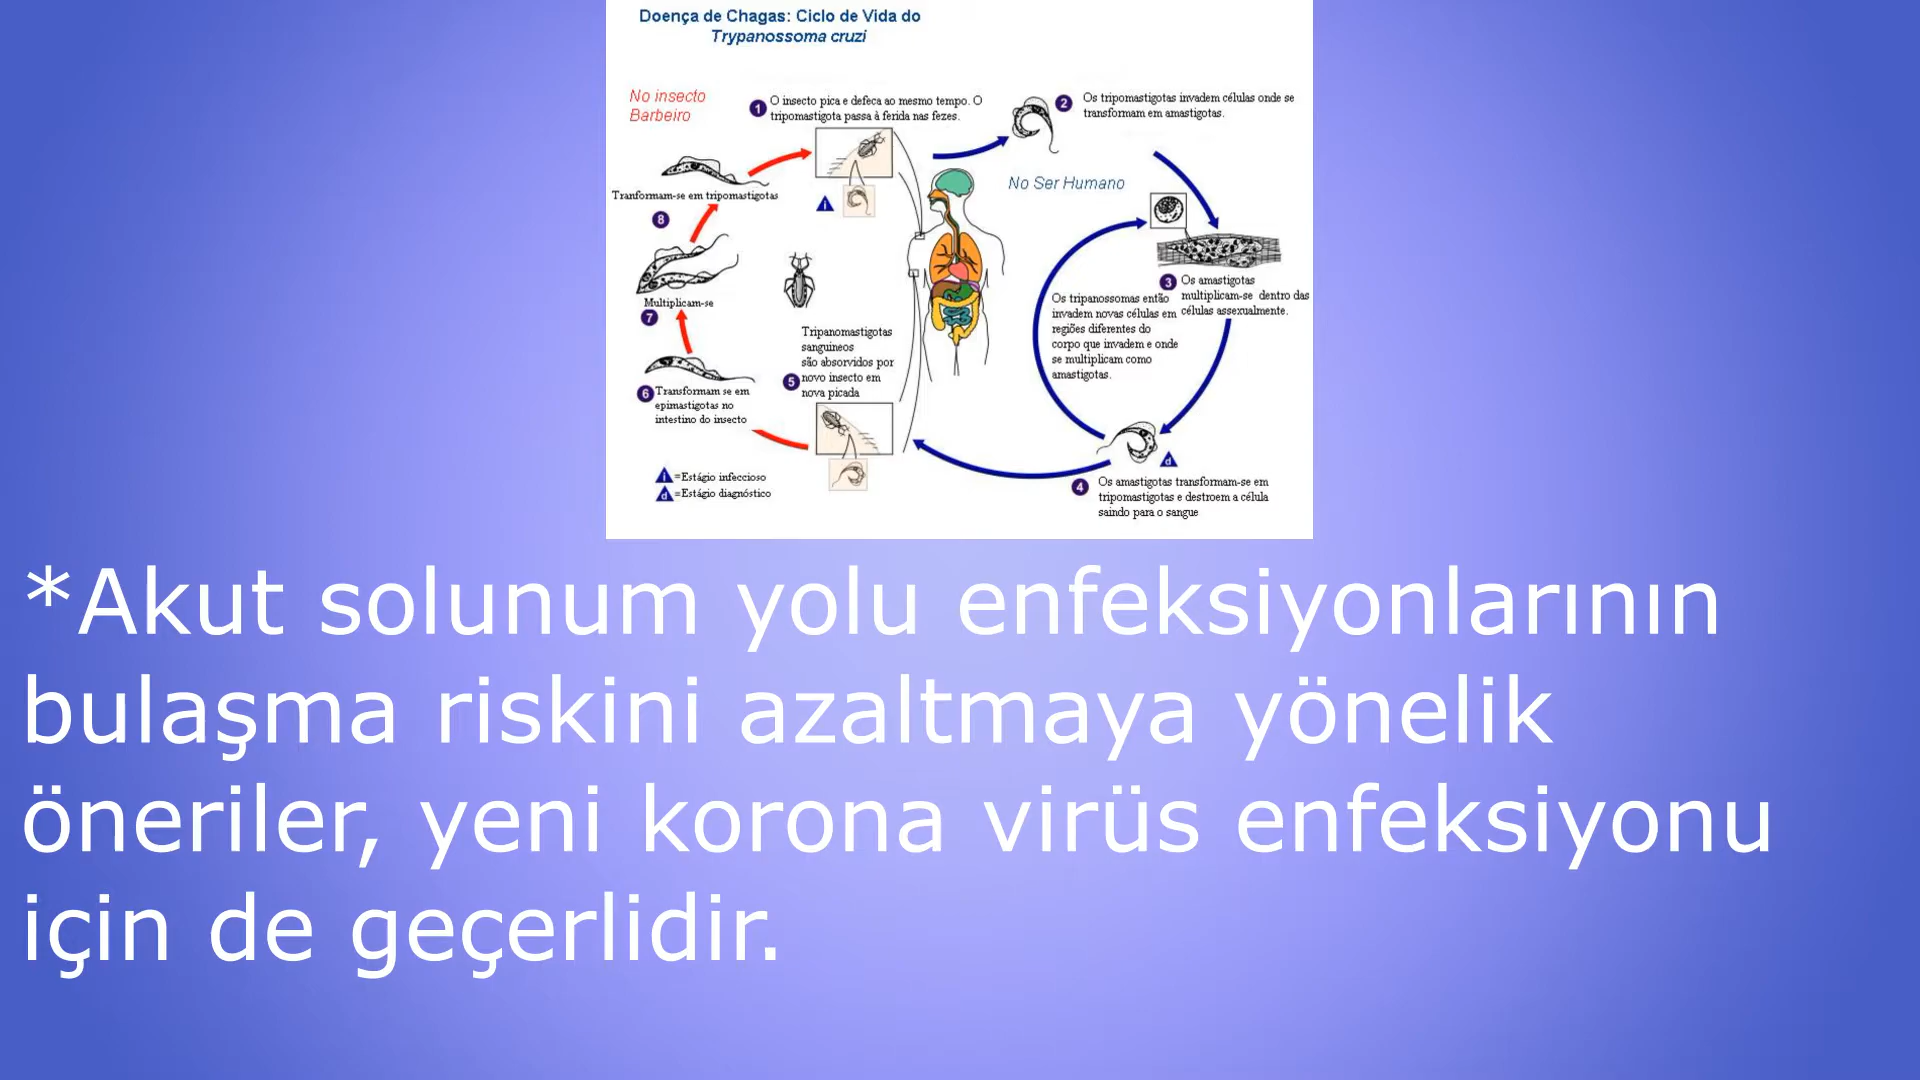 Doença de Chagas: Ciclo de Vida do
Trypanossoma cruzi
No insecto
Barbeiro
1
O insecto pica e defeca ao mesmo tempo. O
tripomastigota passa à ferida nas fezes.
2
Os tripomastigotas invadem células onde se
transformam em amastigotas.
Tranformam-se em tripomastigotas
8
i
No Ser Humano
Multiplicam-se
7
3
Os amastigotas
multiplicam-se dentro das
células assexualmente.
Os tripanossomas então
invadem novas células em
regiões diferentes do
corpo que invadem e onde
se multiplicam como
amastigotas.
Tripanomastigotas
sanguineos
são absorvidos por
novo insecto em
nova picada
5
6
Transformam se em
epimastigotas no
intestino do insecto
d
4
Os amastigotas transformam-se em
tripomastigotas e destroem a célula
saindo para o sangue
i =Estágio infeccioso
d =Estágio diagnóstico
*Akut solunum yolu enfeksiyonlarının
bulaşma riskini azaltmaya yönelik
öneriler, yeni korona virüs enfeksiyonu
için de geçerlidir.